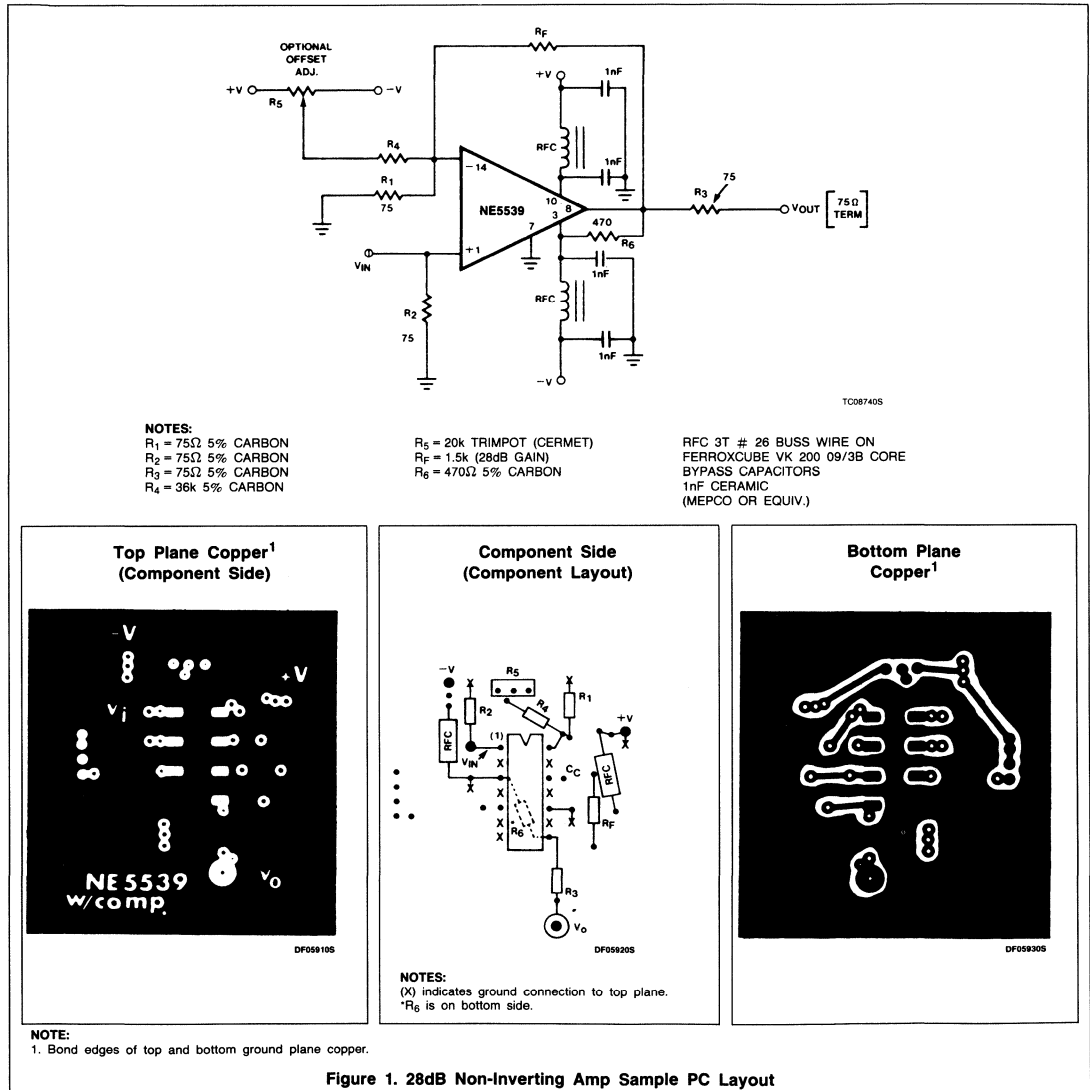 OPTIONAL
OFFSET
ADJ.
+V
R5
-V
RF
+V
1nF
RFC
1nF
R4
R1
75
-14
NE5539
10
8
3
7
+1
VIN
R2
75
470
R6
1nF
RFC
1nF
-V
R3
75
VOUT
75Ω
TERM
TC08740S
NOTES:
R1 = 75Ω 5% CARBON
R2 = 75Ω 5% CARBON
R3 = 75Ω 5% CARBON
R4 = 36k 5% CARBON
R5 = 20k TRIMPOT (CERMET)
RF = 1.5k (28dB GAIN)
R6 = 470Ω 5% CARBON
RFC 3T # 26 BUSS WIRE ON
FERROXCUBE VK 200 09/3B CORE
BYPASS CAPACITORS
1nF CERAMIC
(MEPCO OR EQUIV.)
Top Plane Copper1
(Component Side)
-V
+V
Vi
NE5539
w/comp.
Vo
DF05910S
Component Side
(Component Layout)
-V
R5
R1
R2
R4
+V
RFC
(1)
VIN
X
X
X
X
X
X
X
X
X
X
X
X
X
CC
RFC
RF
*R6
R3
Vo
DF05920S
NOTES:
(X) indicates ground connection to top plane.
*R6 is on bottom side.
Bottom Plane
Copper1
DF05930S
NOTE:
1. Bond edges of top and bottom ground plane copper.
Figure 1. 28dB Non-Inverting Amp Sample PC Layout